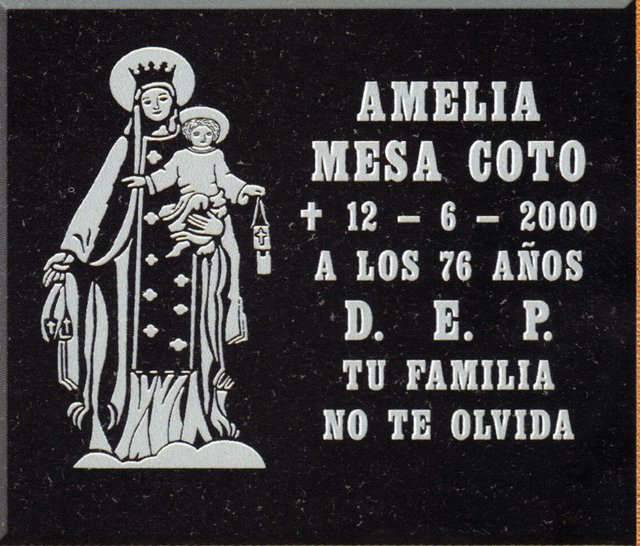 AMELIA
MESA COTO
✝ 12 – 6 – 2000
A LOS 76 AÑOS
D. E. P.
TU FAMILIA
NO TE OLVIDA